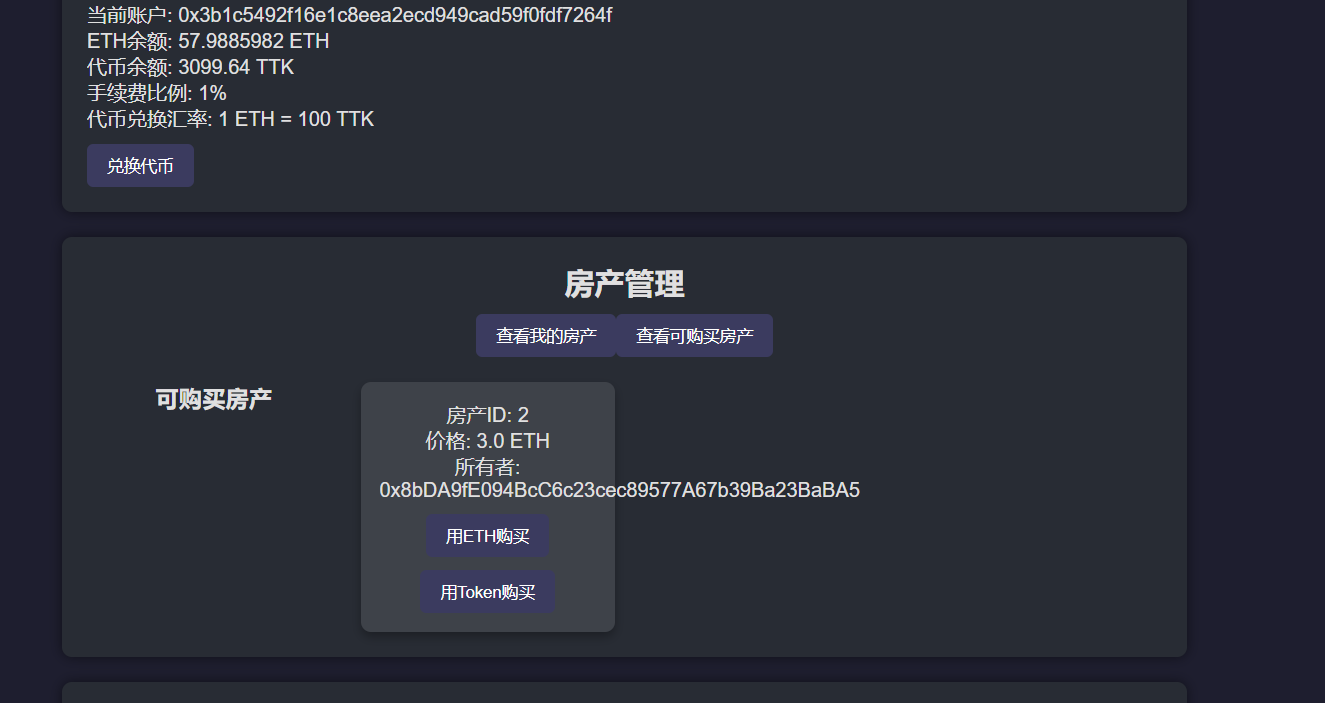 当前账户: 0x3b1c5492f16e1c8eea2ecd949cad59f0fdf7264f
ETH余额: 57.9885982 ETH
代币余额: 3099.64 TTK
手续费比例: 1%
代币兑换汇率: 1 ETH = 100 TTK
兑换代币
房产管理
查看我的房产 查看可购买房产
可购买房产
房产ID: 2
价格: 3.0 ETH
所有者:
0x8bDA9fE094BcC6c23cec89577A67b39Ba23BaBA5
用ETH购买
用Token购买